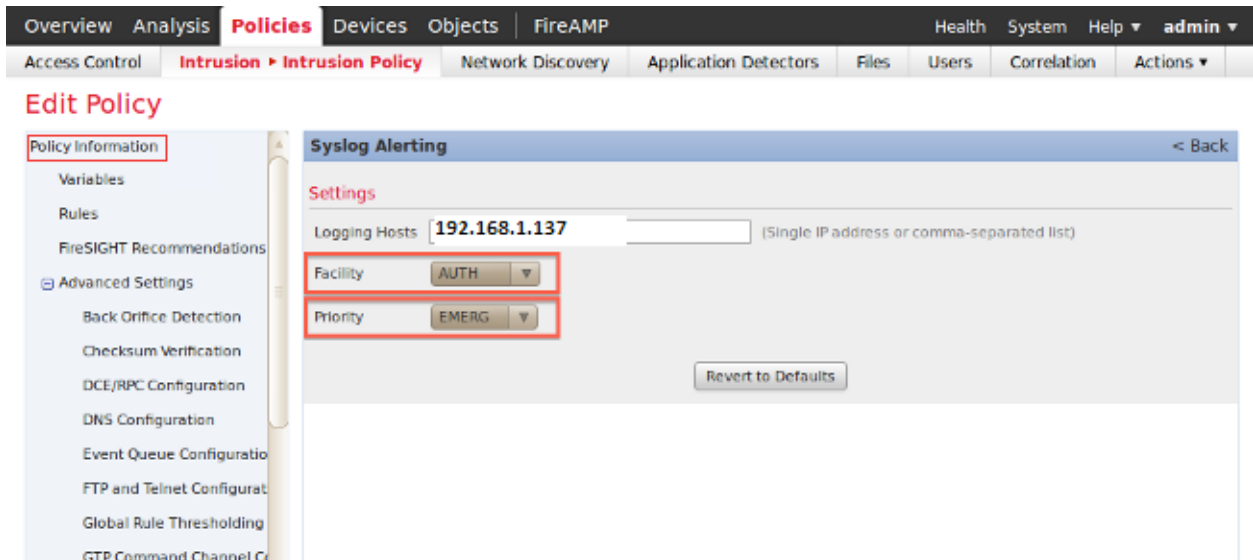 Overview Analysis Policies Devices Objects FireAMP Health System Help ▼ admin ▼
Access Control Intrusion ▸ Intrusion Policy Network Discovery Application Detectors Files Users Correlation Actions ▼
Edit Policy
Policy Information
Variables
Rules
FireSIGHT Recommendations
Advanced Settings
Back Orifice Detection
Checksum Verification
DCE/RPC Configuration
DNS Configuration
Event Queue Configuratio
FTP and Telnet Configurat
Global Rule Thresholding
GTP Command Channel Co
Syslog Alerting < Back
Settings
Logging Hosts 192.168.1.137 (Single IP address or comma-separated list)
Facility AUTH ▼
Priority EMERG ▼
Revert to Defaults